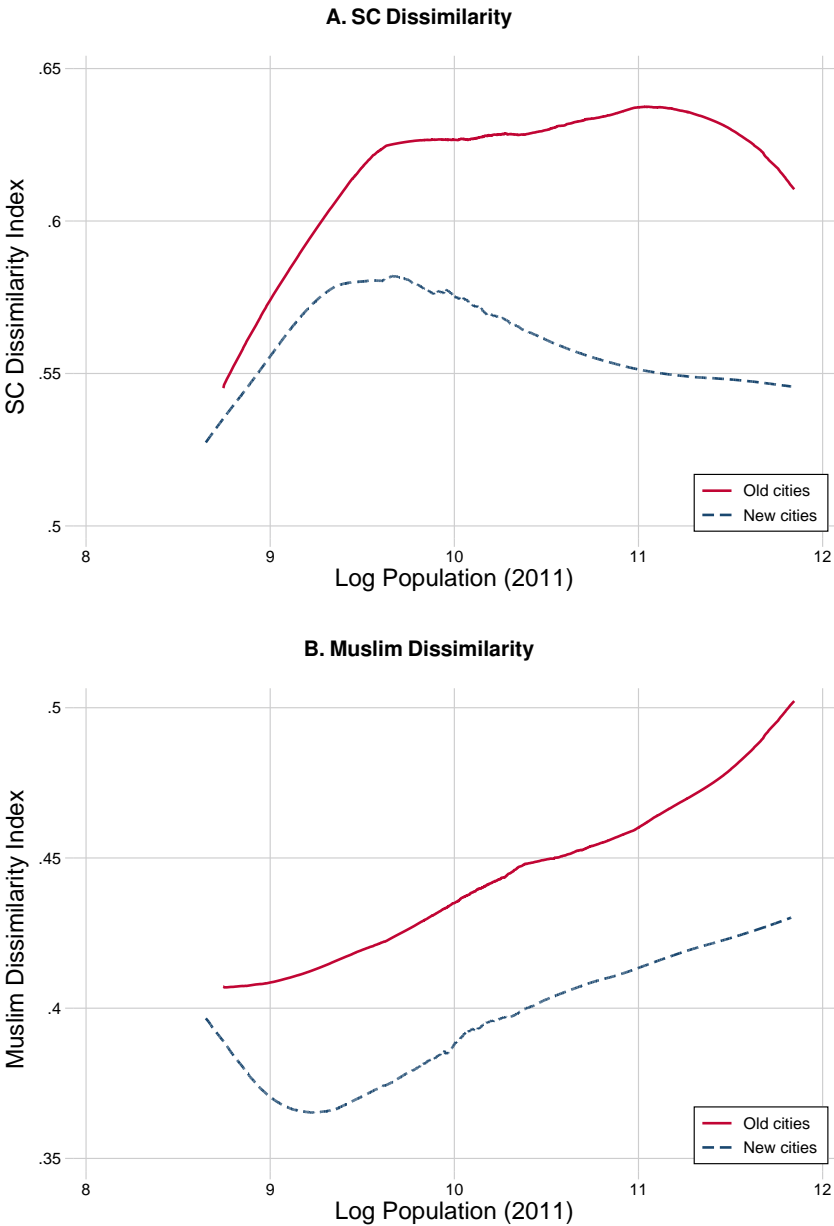 A. SC Dissimilarity
.65
.6
.55
.5
SC Dissimilarity Index
Old cities
New cities
8 9 10 11 12
Log Population (2011)
B. Muslim Dissimilarity
.5
.45
.4
.35
Muslim Dissimilarity Index
Old cities
New cities
8 9 10 11 12
Log Population (2011)